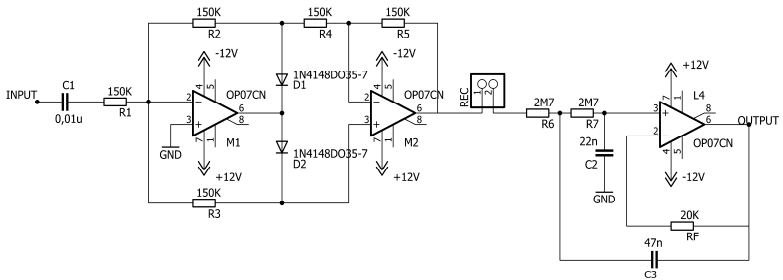 150K
R2
150K
R4
150K
R5
-12V
4
5
1N4148DO35-7
D1
OP07CN
2
6
3
8
7
1
M1
+12V
INPUT
C1
0,01u
150K
R1
GND
1N4148DO35-7
D2
150K
R3
-12V
4
5
OP07CN
2
6
3
8
7
1
M2
+12V
REC
1
2
2M7
R6
2M7
R7
22n
C2
GND
+12V
7
1
L4
3
8
2
6
OUTPUT
OP07CN
4
5
-12V
20K
RF
47n
C3